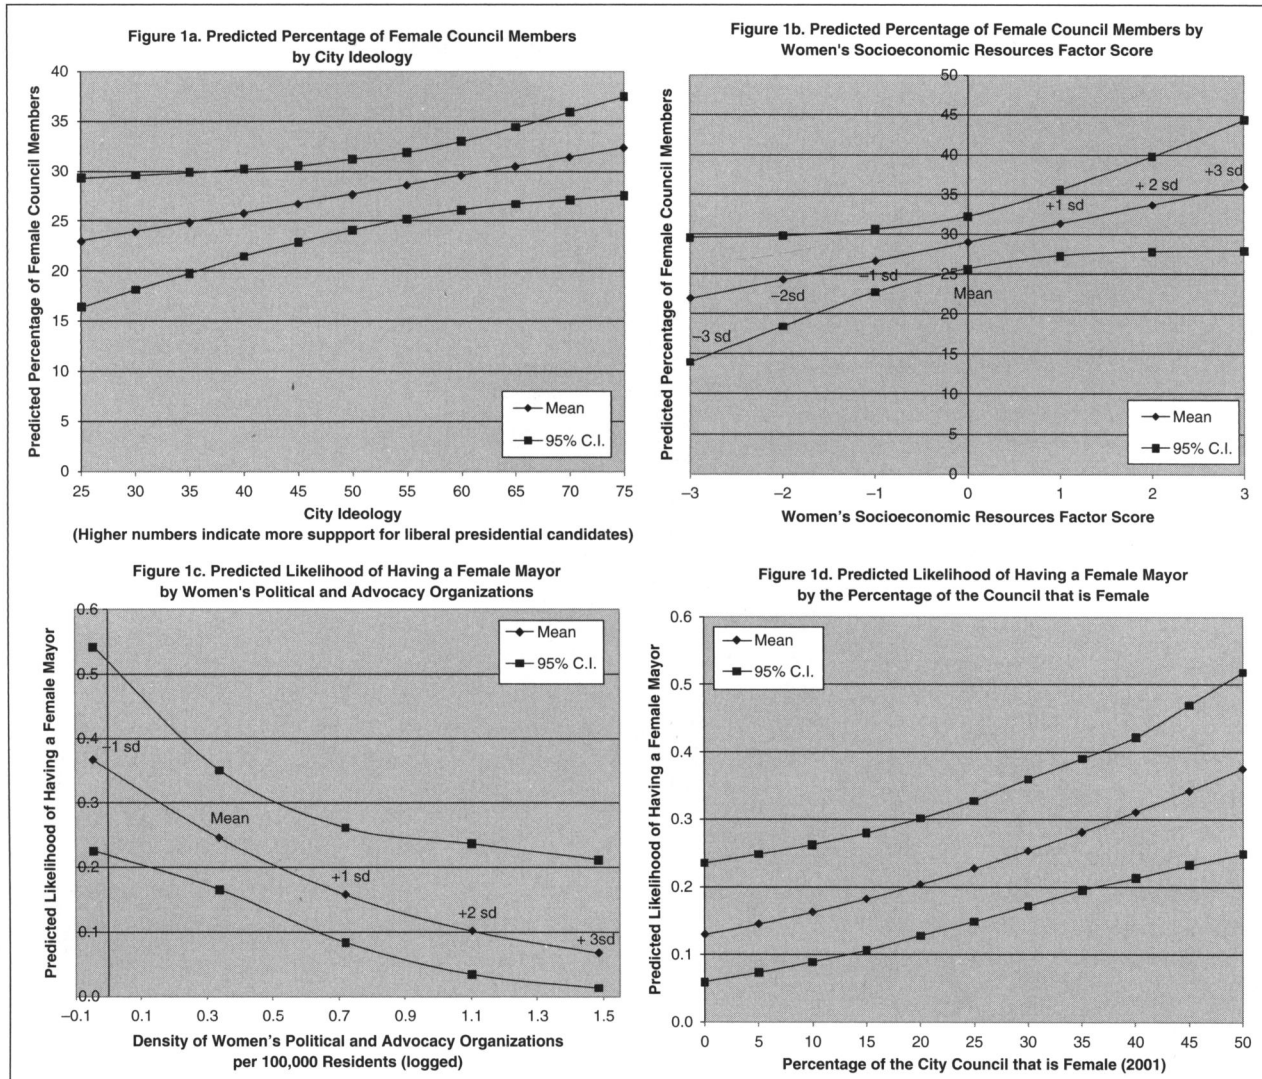 Figure 1a. Predicted Percentage of Female Council Members
by City Ideology
Predicted Percentage of Female Council Members
40
35
30
25
20
15
10
5
0
Mean
95% C.I.
25 30 35 40 45 50 55 60 65 70 75
City Ideology
(Higher numbers indicate more suppport for liberal presidential candidates)
Figure 1b. Predicted Percentage of Female Council Members by
Women's Socioeconomic Resources Factor Score
Predicted Percentage of Female Council Members
50
45
40
35
30
25
20
15
10
5
0
+3 sd
+ 2 sd
+1 sd
–1 sd
–2sd
Mean
–3 sd
Mean
95% C.I.
–3 –2 –1 0 1 2 3
Women's Socioeconomic Resources Factor Score
Figure 1c. Predicted Likelihood of Having a Female Mayor
by Women's Political and Advocacy Organizations
Predicted Likelihood of Having a Female Mayor
0.6
0.5
0.4
0.3
0.2
0.1
0.0
Mean
95% C.I.
–1 sd
Mean
+1 sd
+2 sd
+ 3sd
–0.1 0.1 0.3 0.5 0.7 0.9 1.1 1.3 1.5
Density of Women's Political and Advocacy Organizations
per 100,000 Residents (logged)
Figure 1d. Predicted Likelihood of Having a Female Mayor
by the Percentage of the Council that is Female
Predicted Likelihood of Having a Female Mayor
0.6
0.5
0.4
0.3
0.2
0.1
0.0
Mean
95% C.I.
0 5 10 15 20 25 30 35 40 45 50
Percentage of the City Council that is Female (2001)